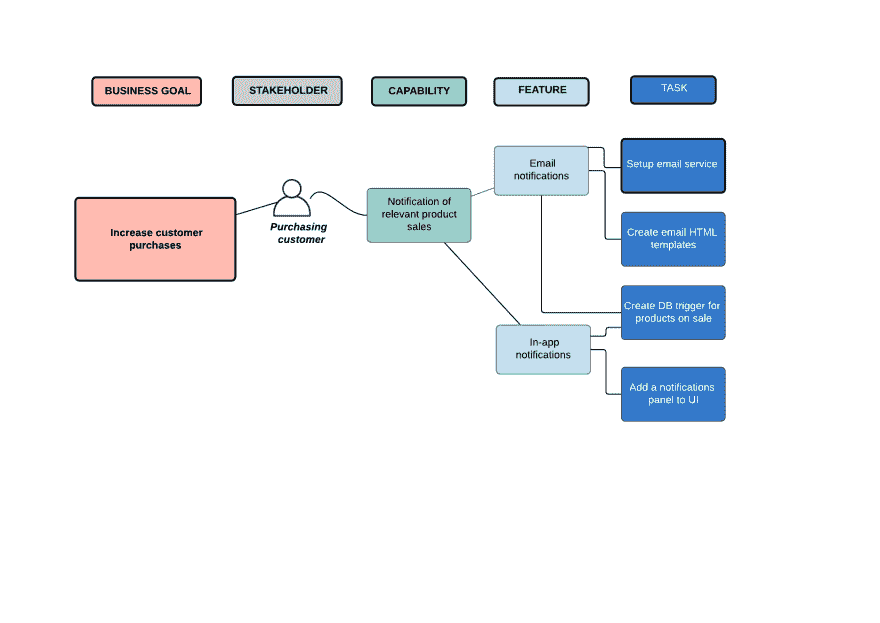 BUSINESS GOAL
STAKEHOLDER
CAPABILITY
FEATURE
TASK
Increase customer
purchases
Purchasing
customer
Notification of
relevant product
sales
Email
notifications
In-app
notifications
Setup email service
Create email HTML
templates
Create DB trigger for
products on sale
Add a notifications
panel to UI